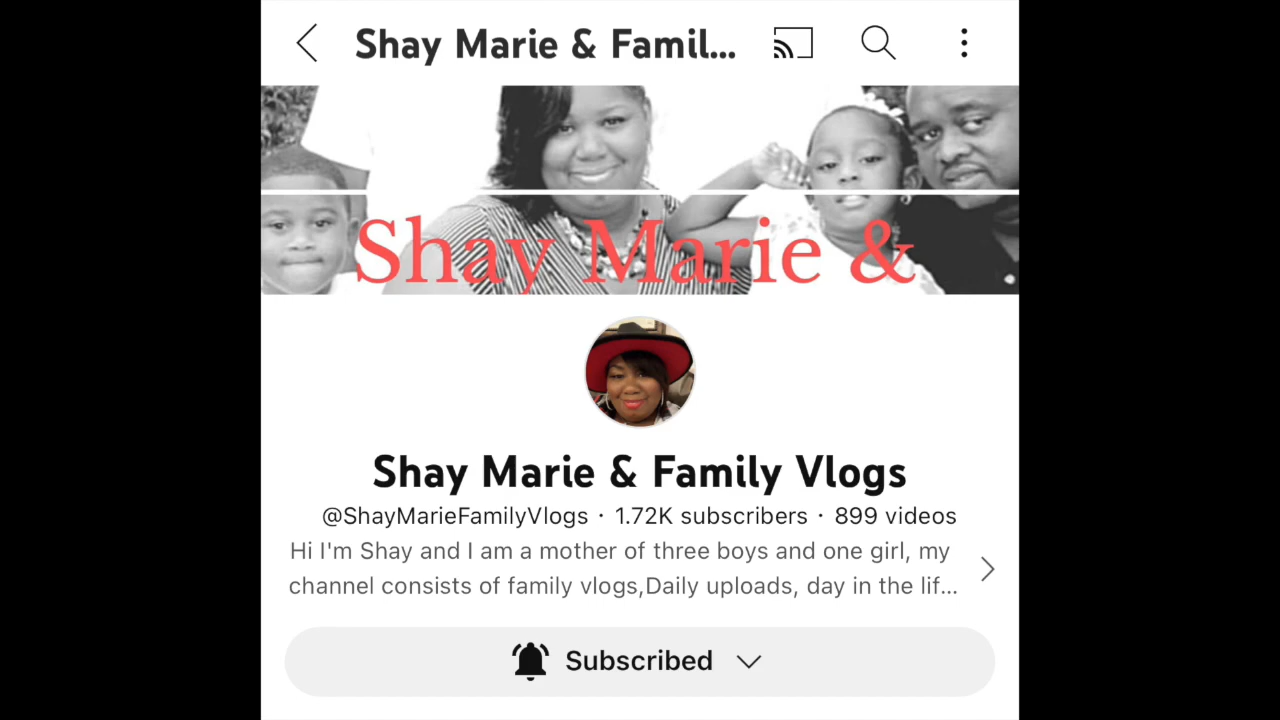 Shay Marie & Famil...
Shay Marie &
Shay Marie & Family Vlogs
@ShayMarieFamilyVlogs · 1.72K subscribers · 899 videos
Hi I'm Shay and I am a mother of three boys and one girl, my
channel consists of family vlogs,Daily uploads, day in the lif...
Subscribed